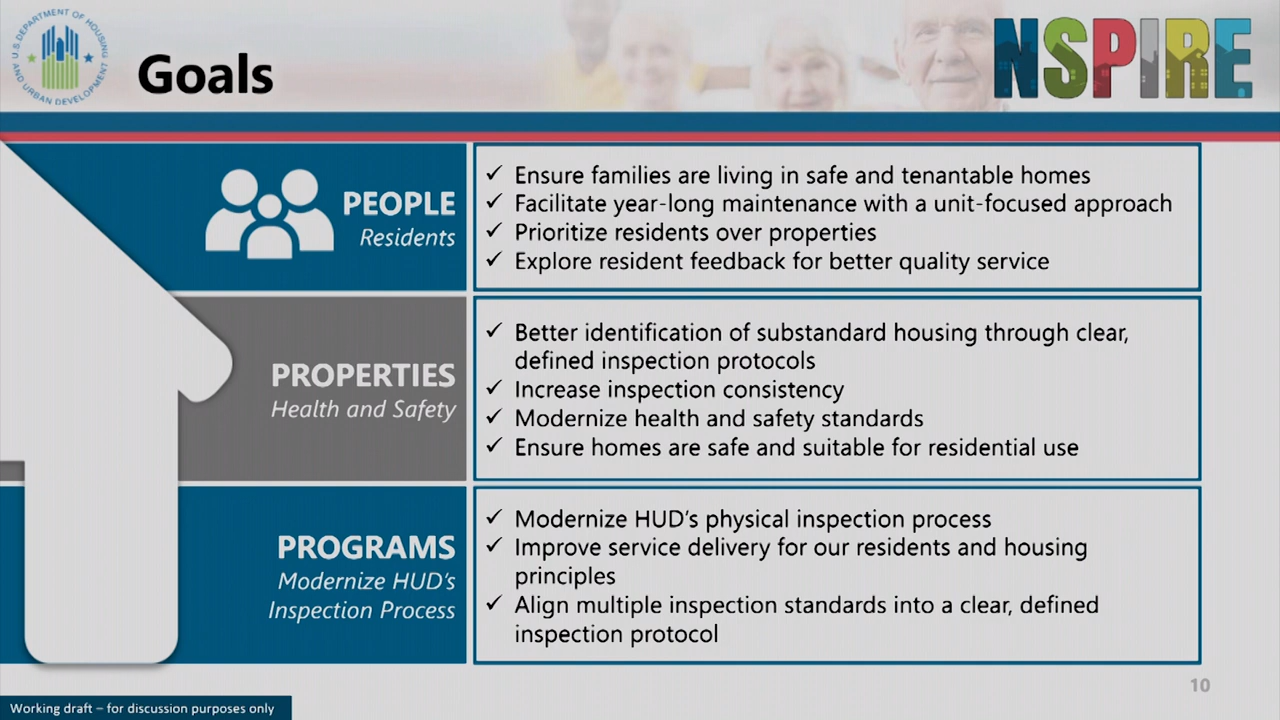 U.S. DEPARTMENT OF HOUSING
AND URBAN DEVELOPMENT
Goals
NSPIRE
PEOPLE
Residents
✓ Ensure families are living in safe and tenantable homes
✓ Facilitate year-long maintenance with a unit-focused approach
✓ Prioritize residents over properties
✓ Explore resident feedback for better quality service
PROPERTIES
Health and Safety
✓ Better identification of substandard housing through clear,
defined inspection protocols
✓ Increase inspection consistency
✓ Modernize health and safety standards
✓ Ensure homes are safe and suitable for residential use
PROGRAMS
Modernize HUD's
Inspection Process
✓ Modernize HUD's physical inspection process
✓ Improve service delivery for our residents and housing
principles
✓ Align multiple inspection standards into a clear, defined
inspection protocol
10
Working draft – for discussion purposes only